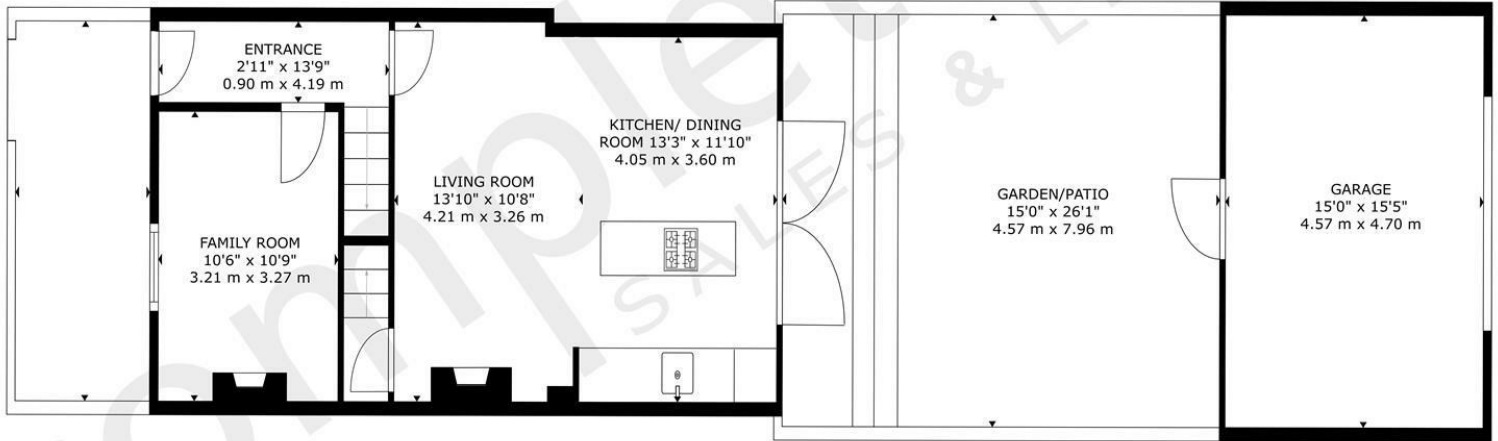 ENTRANCE
2'11" x 13'9"
0.90 m x 4.19 m
FAMILY ROOM
10'6" x 10'9"
3.21 m x 3.27 m
LIVING ROOM
13'10" x 10'8"
4.21 m x 3.26 m
KITCHEN/ DINING
ROOM 13'3" x 11'10"
4.05 m x 3.60 m
GARDEN/PATIO
15'0" x 26'1"
4.57 m x 7.96 m
GARAGE
15'0" x 15'5"
4.57 m x 4.70 m
omplet
SALES & L